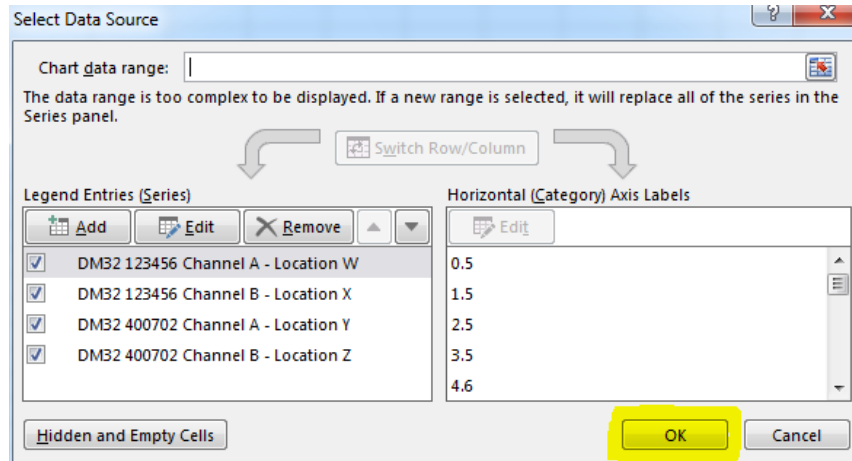 Select Data Source
Chart data range:
The data range is too complex to be displayed. If a new range is selected, it will replace all of the series in the
Series panel.
Switch Row/Column
Legend Entries (Series)
Add Edit Remove
DM32 123456 Channel A - Location W
DM32 123456 Channel B - Location X
DM32 400702 Channel A - Location Y
DM32 400702 Channel B - Location Z
Horizontal (Category) Axis Labels
Edit
0.5
1.5
2.5
3.5
4.6
Hidden and Empty Cells
OK
Cancel